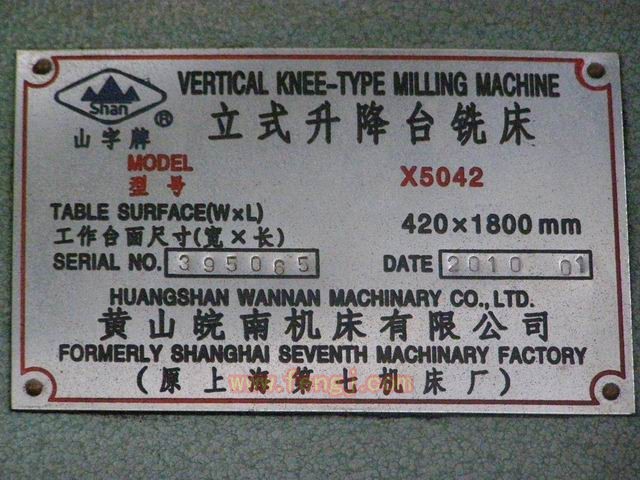 Shan ®
山字牌
VERTICAL KNEE-TYPE MILLING MACHINE
立式升降台铣床
MODEL
型号 X5042
TABLE SURFACE(W×L)
工作台面尺寸(宽×长) 420×1800mm
SERIAL NO. 395065 DATE 2010 01
HUANGSHAN WANNAN MACHINARY CO.,LTD.
黄山皖南机床有限公司
FORMERLY SHANGHAI SEVENTH MACHINARY FACTORY
(原上海第七机床厂)